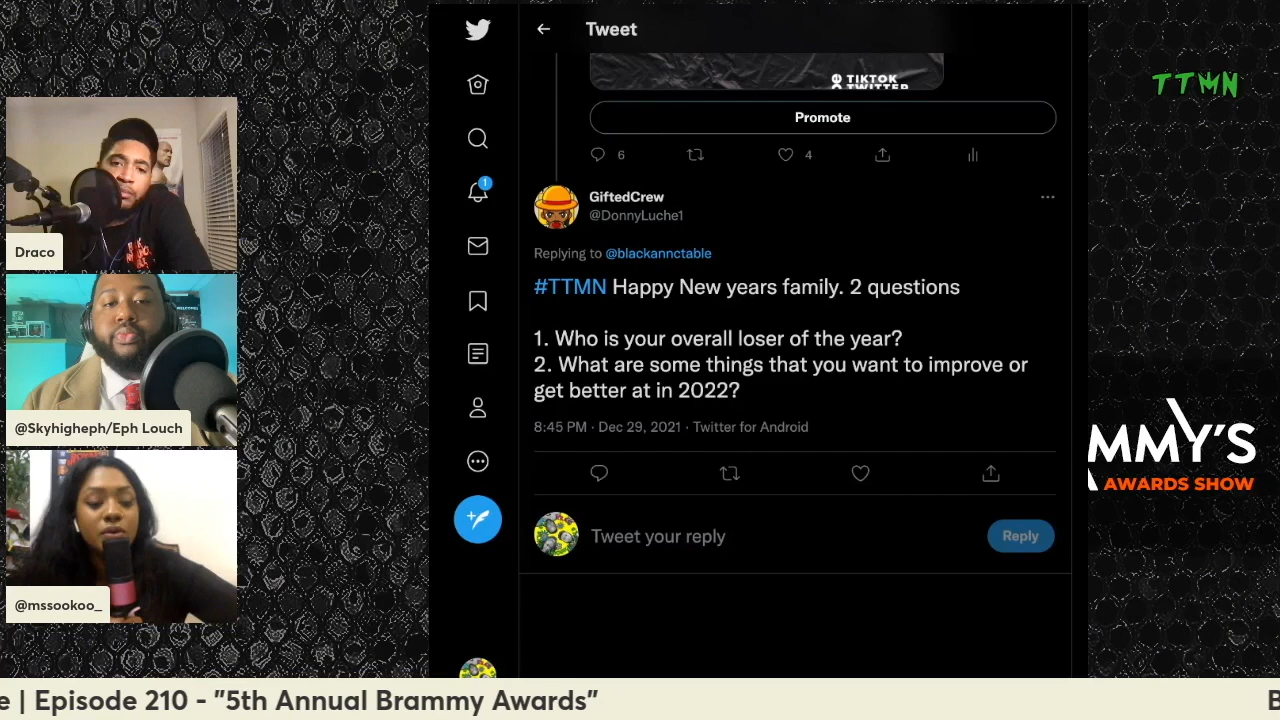 Tweet
TIKTOK
TWITTER
Promote
6
4
1
GiftedCrew
@DonnyLuche1
Replying to @blackannctable
#TTMN Happy New years family. 2 questions
1. Who is your overall loser of the year?
2. What are some things that you want to improve or
get better at in 2022?
8:45 PM · Dec 29, 2021 · Twitter for Android
Tweet your reply
Reply
Draco
@Skyhigheph/Eph Louch
@mssookoo_
TTMN
MMY'S
AWARDS SHOW
e | Episode 210 - "5th Annual Brammy Awards"
B